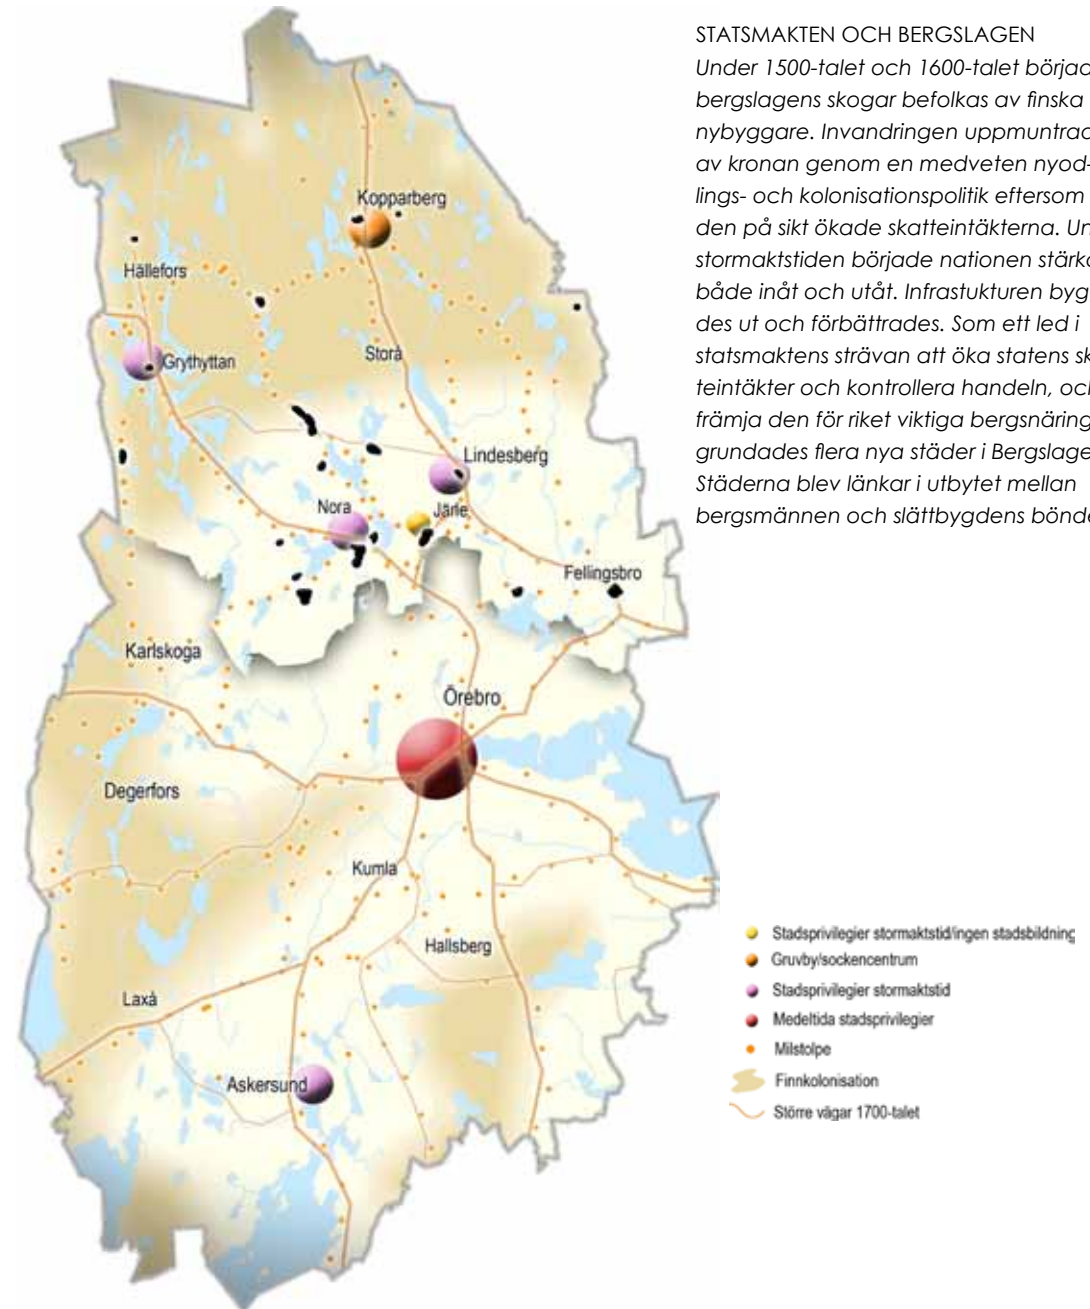 STATSMAKTEN OCH BERGSLAGEN
Under 1500-talet och 1600-talet börjad
bergslagens skogar befolkas av finska
nybyggare. Invandringen uppmuntrad
av kronan genom en medveten nyod-
lings- och kolonisationspolitik eftersom
den på sikt ökade skatteintäkterna. Un
stormaktstiden började nationen stärka
både inåt och utåt. Infrastukturen byg
des ut och förbättrades. Som ett led i
statsmaktens strävan att öka statens sk
teintäkter och kontrollera handeln, och
främja den för riket viktiga bergsnäring
grundades flera nya städer i Bergslage
Städerna blev länkar i utbytet mellan
bergsmännen och slättbygdens bönde
Kopparberg
Hällefors
Grythyttan
Storå
Lindesberg
Nora
Järle
Fellingsbro
Karlskoga
Örebro
Degerfors
Kumla
Hallsberg
Laxå
Askersund
Stadsprivilegier stormaktstid/ingen stadsbildning
Gruvby/sockencentrum
Stadsprivilegier stormaktstid
Medeltida stadsprivilegier
Milstolpe
Finnkolonisation
Större vägar 1700-talet